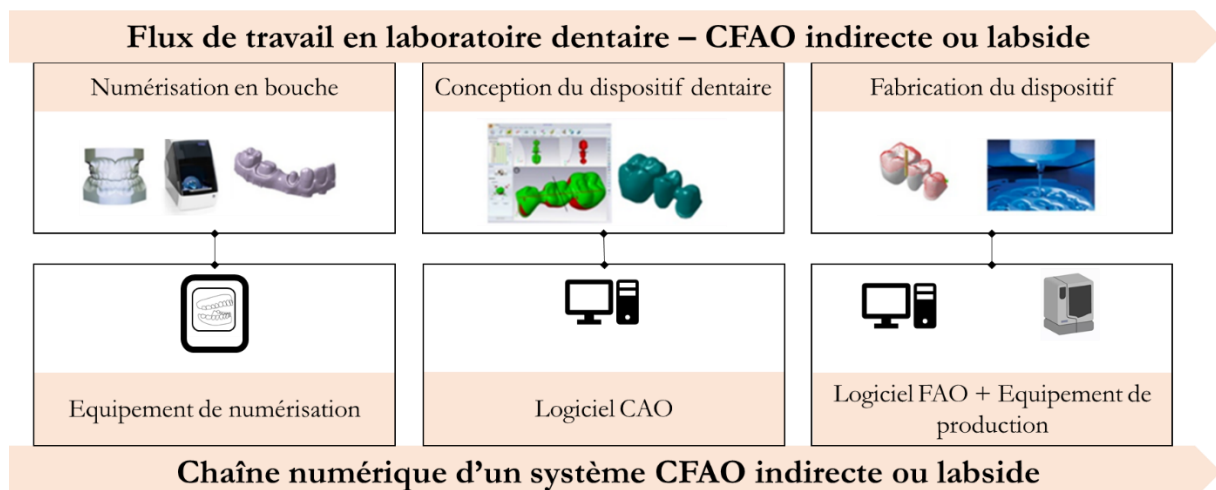 Flux de travail en laboratoire dentaire – CFAO indirecte ou labside
Numérisation en bouche
Conception du dispositif dentaire
Fabrication du dispositif
Equipement de numérisation
Logiciel CAO
Logiciel FAO + Equipement de
production
Chaîne numérique d’un système CFAO indirecte ou labside